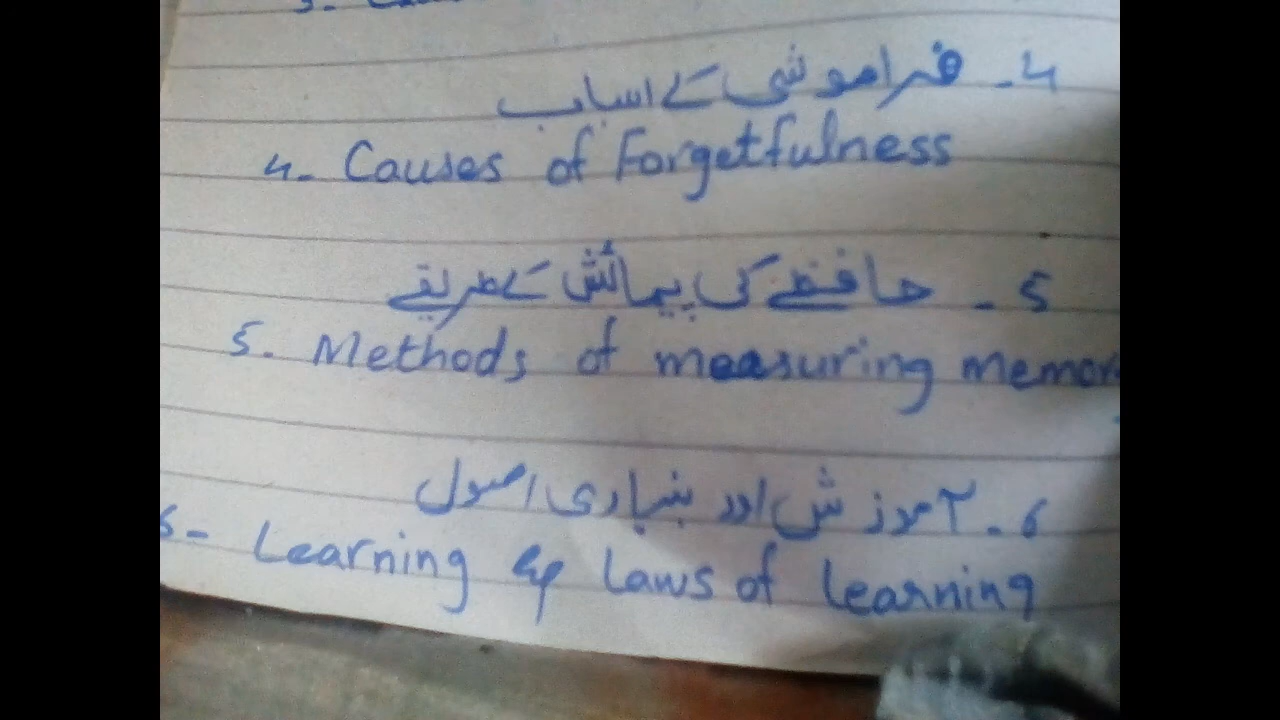 4۔ فراموشی کے اسباب
4. Causes of Forgetfulness
5۔ حافظے کی پیمائش کے طریقے
5. Methods of measuring memory
6۔ آموزش اور بنیادی اصول
6- Learning & Laws of learning